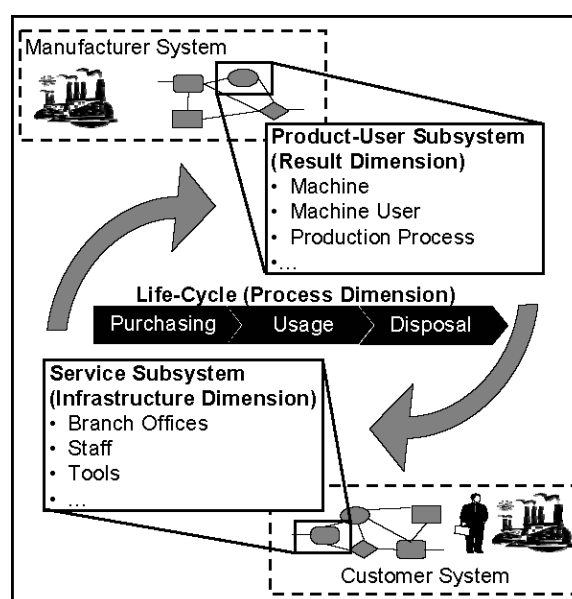 Manufacturer System
Product-User Subsystem
(Result Dimension)
• Machine
• Machine User
• Production Process
•...
Life-Cycle (Process Dimension)
Purchasing
Usage
Disposal
Service Subsystem
(Infrastructure Dimension)
• Branch Offices
• Staff
• Tools
• ...
Customer System